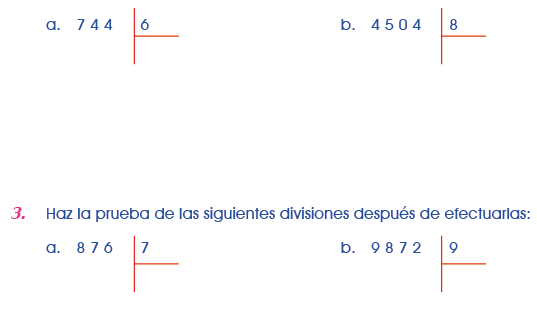 a. 7 4 4 6 b. 4 5 0 4 8
3. Haz la prueba de las siguientes divisiones después de efectuarlas:
a. 8 7 6 7 b. 9 8 7 2 9